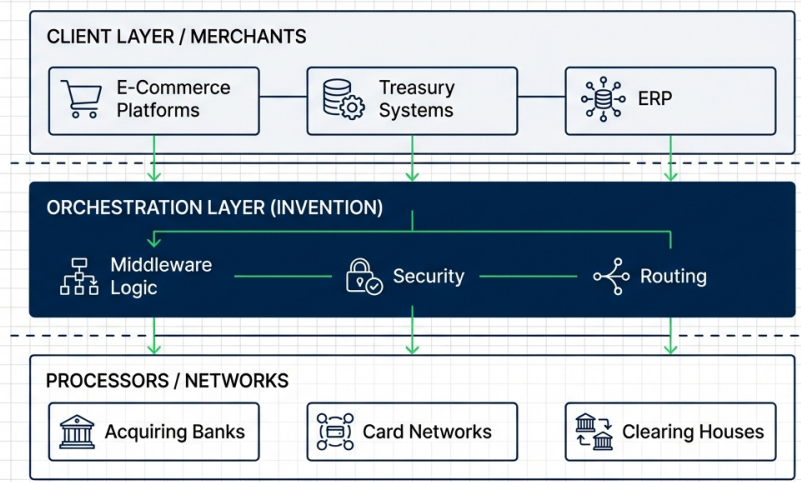 CLIENT LAYER / MERCHANTS
E-Commerce
Platforms
Treasury
Systems
ERP
ORCHESTRATION LAYER (INVENTION)
Middleware
Logic
Security
Routing
PROCESSORS / NETWORKS
Acquiring Banks
Card Networks
Clearing Houses